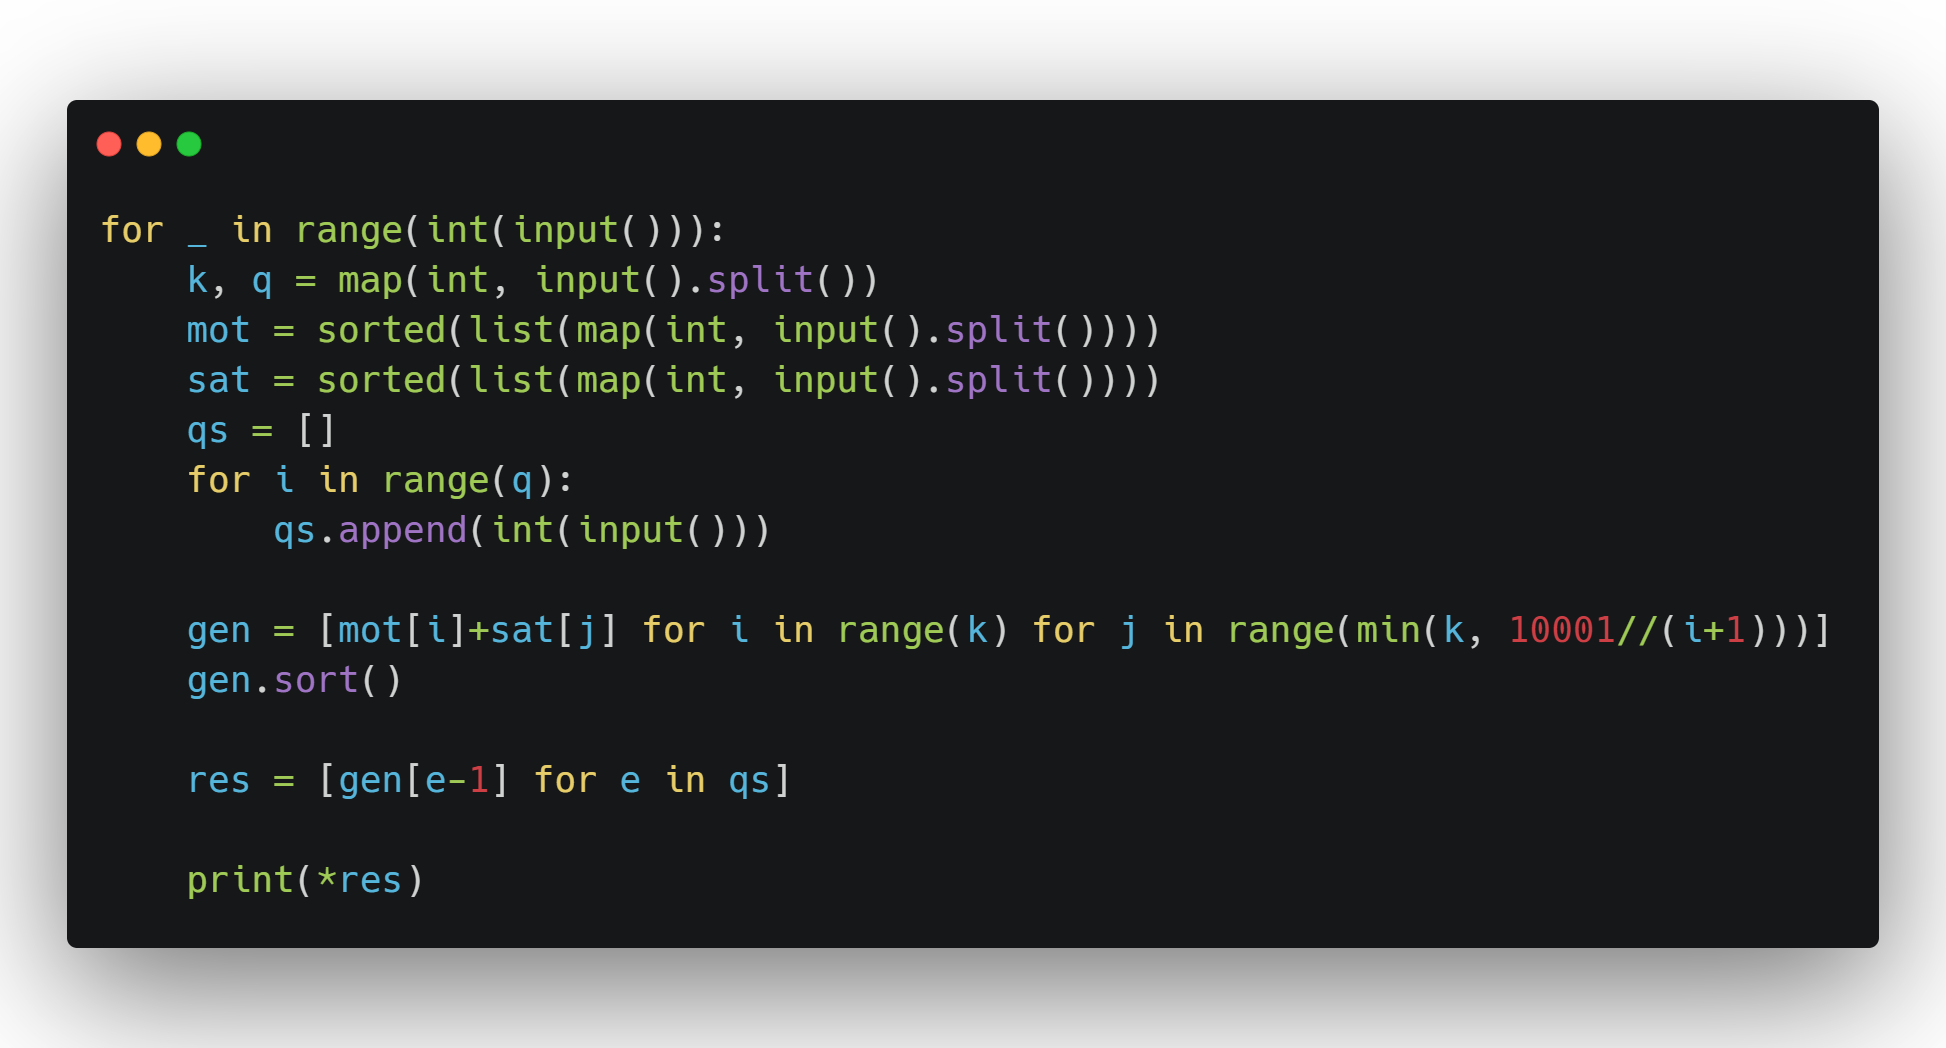 for _ in range(int(input())):
    k, q = map(int, input().split())
    mot = sorted(list(map(int, input().split())))
    sat = sorted(list(map(int, input().split())))
    qs = []
    for i in range(q):
        qs.append(int(input()))

    gen = [mot[i]+sat[j] for i in range(k) for j in range(min(k, 10001//(i+1)))]
    gen.sort()

    res = [gen[e-1] for e in qs]

    print(*res)